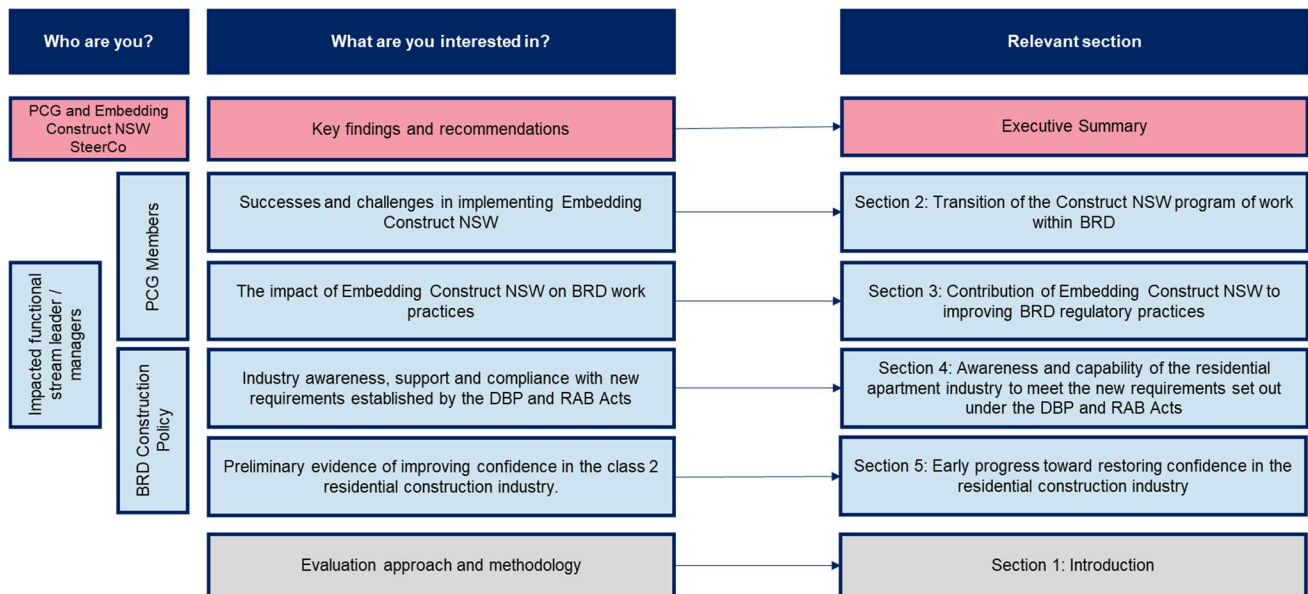 Who are you?
What are you interested in?
Relevant section
PCG and Embedding
Construct NSW
SteerCo
Key findings and recommendations
Executive Summary
Impacted functional
stream leader /
managers
PCG Members
Successes and challenges in implementing Embedding
Construct NSW
Section 2: Transition of the Construct NSW program of work
within BRD
The impact of Embedding Construct NSW on BRD work
practices
Section 3: Contribution of Embedding Construct NSW to
improving BRD regulatory practices
BRD Construction
Policy
Industry awareness, support and compliance with new
requirements established by the DBP and RAB Acts
Section 4: Awareness and capability of the residential
apartment industry to meet the new requirements set out
under the DBP and RAB Acts
Preliminary evidence of improving confidence in the class 2
residential construction industry.
Section 5: Early progress toward restoring confidence in the
residential construction industry
Evaluation approach and methodology
Section 1: Introduction